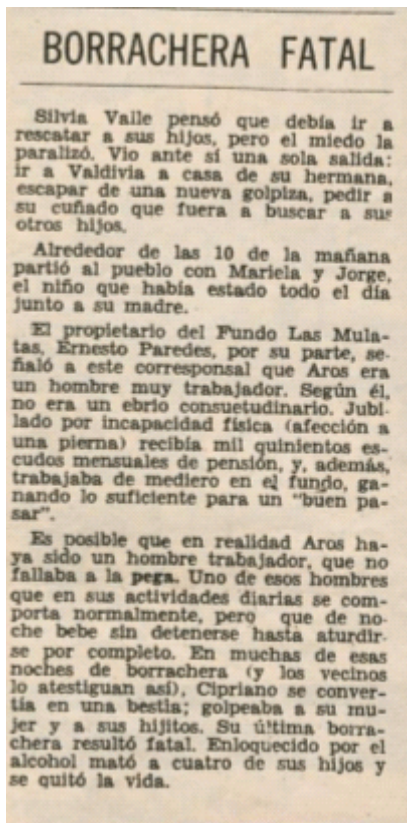 BORRACHERA FATAL
Silvia Valle pensó que debía ir a
rescatar a sus hijos, pero el miedo la
paralizó. Vio ante sí una sola salida:
ir a Valdivia a casa de su hermana,
escapar de una nueva golpiza, pedir a
su cuñado que fuera a buscar a sus
otros hijos.
Alrededor de las 10 de la mañana
partió al pueblo con Mariela y Jorge,
el niño que había estado todo el día
junto a su madre.
El propietario del Fundo Las Mula-
tas, Ernesto Paredes, por su parte, se-
ñaló a este corresponsal que Aros era
un hombre muy trabajador. Según él,
no era un ebrio consuetudinario. Jubi-
lado por incapacidad física (afección a
una pierna) recibía mil quinientos es-
cudos mensuales de pensión, y, además,
trabajaba de mediero en el fundo, ga-
nando lo suficiente para un "buen pa-
sar".
Es posible que en realidad Aros ha-
ya sido un hombre trabajador, que no
fallaba a la pega. Uno de esos hombres
que en sus actividades diarias se com-
porta normalmente, pero que de no-
che bebe sin detenerse hasta aturdir-
se por completo. En muchas de esas
noches de borrachera (y los vecinos
lo atestiguan así), Cipriano se conver-
tía en una bestia; golpeaba a su mu-
jer y a sus hijitos. Su última borra-
chera resultó fatal. Enloquecido por el
alcohol mató a cuatro de sus hijos y
se quitó la vida.